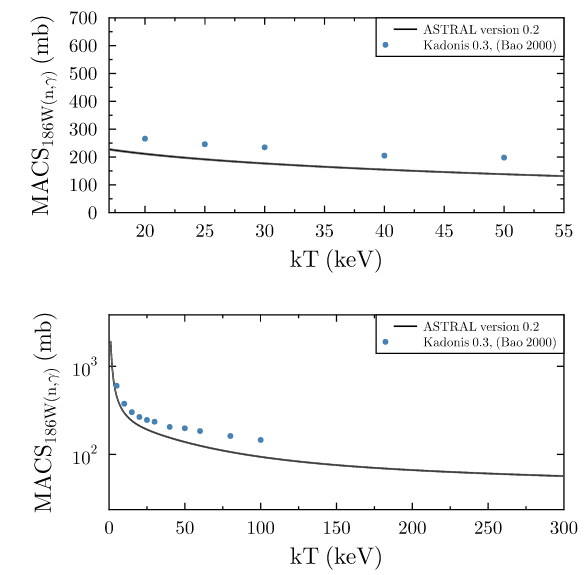 700
600
500
400
300
200
100
0
MACS186W(n,γ) (mb)
ASTRAL version 0.2
Kadonis 0.3, (Bao 2000)
20 25 30 35 40 45 50 55
kT (keV)
10³
10²
MACS186W(n,γ) (mb)
ASTRAL version 0.2
Kadonis 0.3, (Bao 2000)
0 50 100 150 200 250 300
kT (keV)